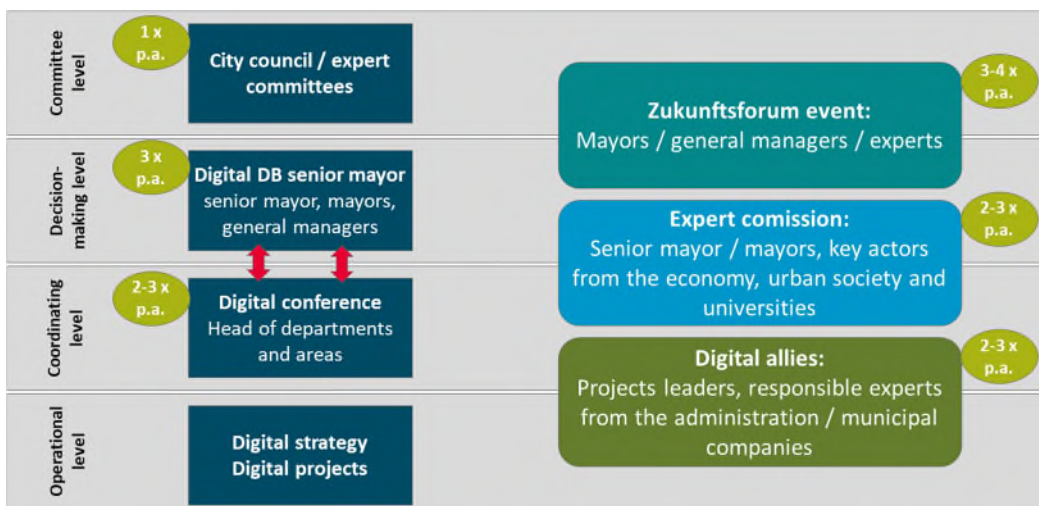 Committee
level
1 x
p.a.
City council / expert
committees
Decision-
making level
3 x
p.a.
Digital DB senior mayor
senior mayor, mayors,
general managers
Coordinating
level
2-3 x
p.a.
Digital conference
Head of departments
and areas
Operational
level
Digital strategy
Digital projects
3-4 x
p.a.
Zukunftsforum event:
Mayors / general managers / experts
2-3 x
p.a.
Expert comission:
Senior mayor / mayors, key actors
from the economy, urban society and
universities
2-3 x
p.a.
Digital allies:
Projects leaders, responsible experts
from the administration / municipal
companies